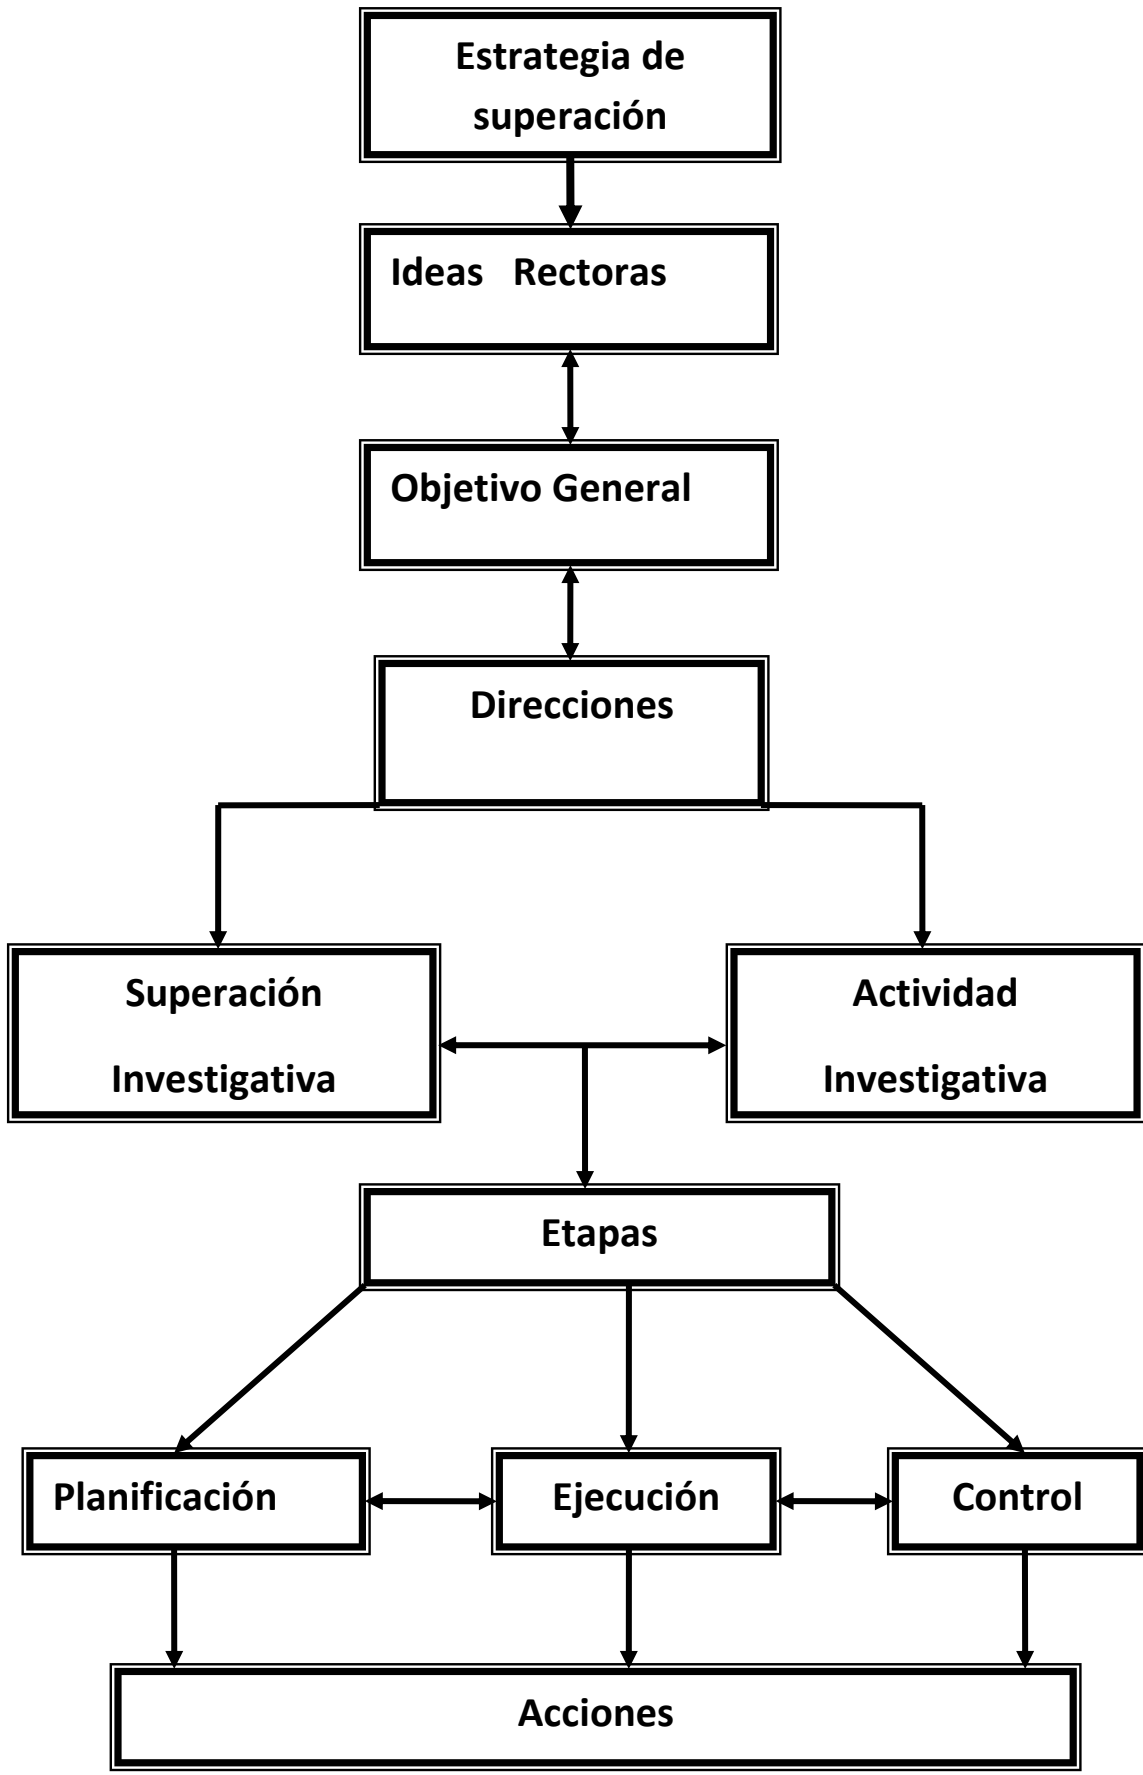 Estrategia de
superación
Ideas Rectoras
Objetivo General
Direcciones
Superación
Investigativa
Actividad
Investigativa
Etapas
Planificación
Ejecución
Control
Acciones